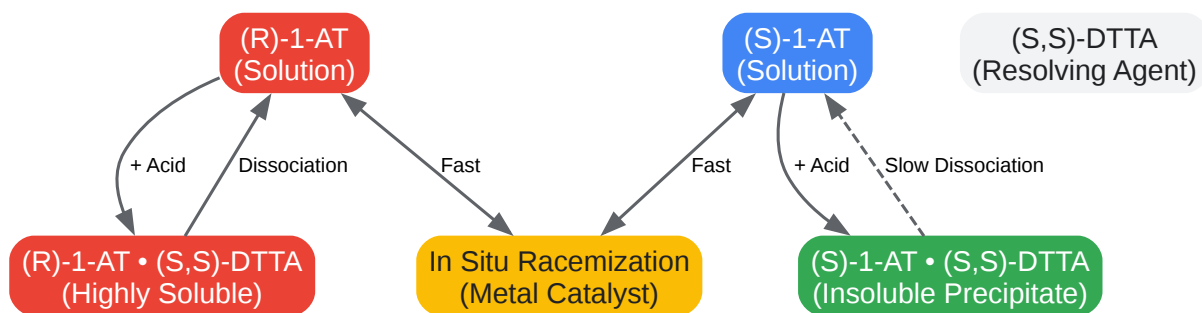 (R)-1-AT
(Solution)
(S)-1-AT
(Solution)
(S,S)-DTTA
(Resolving Agent)
+ Acid
Dissociation
Fast
Fast
+ Acid
Slow Dissociation
(R)-1-AT • (S,S)-DTTA
(Highly Soluble)
In Situ Racemization
(Metal Catalyst)
(S)-1-AT • (S,S)-DTTA
(Insoluble Precipitate)